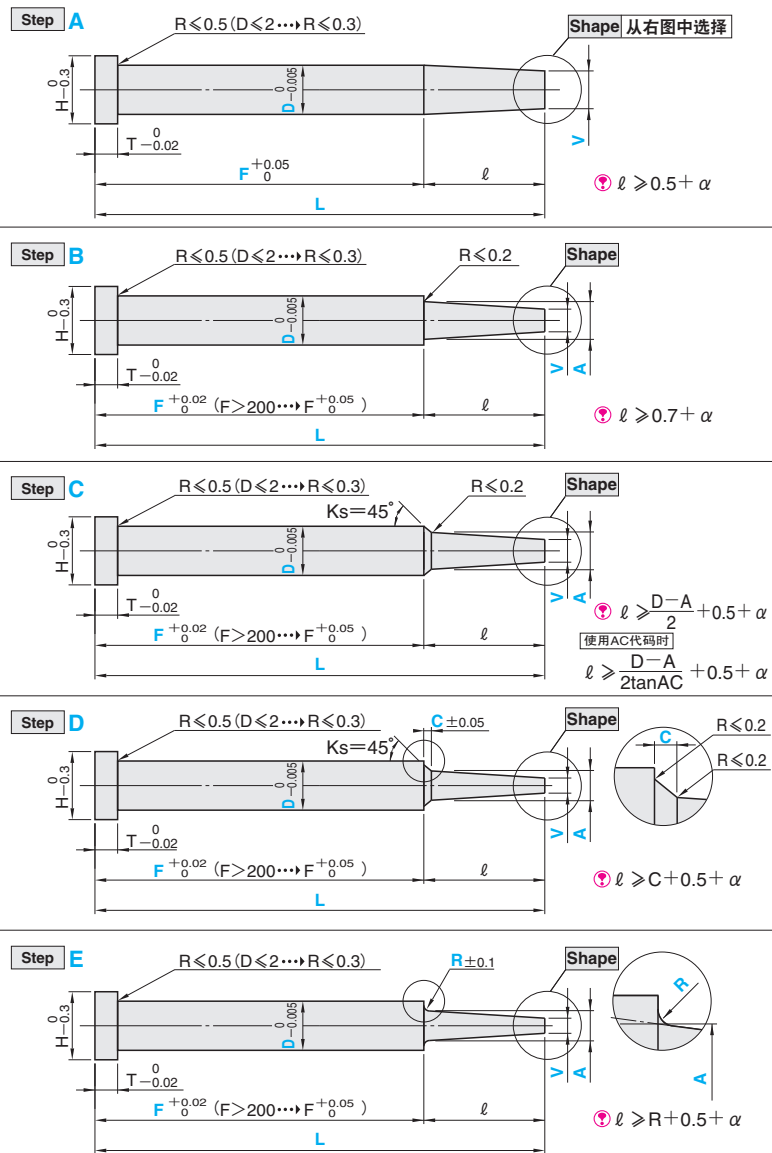 Step A
R≤0.5(D≤2····▸R≤0.3)
Shape 从右图中选择
H 0 −0.3
D 0 −0.005
V
T 0 −0.02
F +0.05 0
ℓ
L
ℓ ≥0.5+α
Step B
R≤0.5(D≤2····▸R≤0.3)
R≤0.2
Shape
H 0 −0.3
D 0 −0.005
V
A
T 0 −0.02
F +0.02 0 (F>200····▸F +0.05 0 )
ℓ
L
ℓ ≥0.7+α
Step C
R≤0.5(D≤2····▸R≤0.3)
R≤0.2
Shape
Ks=45°
H 0 −0.3
D 0 −0.005
V
A
T 0 −0.02
F +0.02 0 (F>200····▸F +0.05 0 )
ℓ
L
ℓ ≥ D−A / 2 +0.5+α
使用AC代码时
ℓ ≥ D−A / 2tanAC +0.5+α
Step D
R≤0.5(D≤2····▸R≤0.3)
C±0.05
Shape
Ks=45°
R≤0.2
C
R≤0.2
H 0 −0.3
D 0 −0.005
V
A
T 0 −0.02
F +0.02 0 (F>200····▸F +0.05 0 )
ℓ
L
ℓ ≥C+0.5+α
Step E
R≤0.5(D≤2····▸R≤0.3)
R±0.1
Shape
R
H 0 −0.3
D 0 −0.005
V
A
A
T 0 −0.02
F +0.02 0 (F>200····▸F +0.05 0 )
ℓ
L
ℓ ≥R+0.5+α